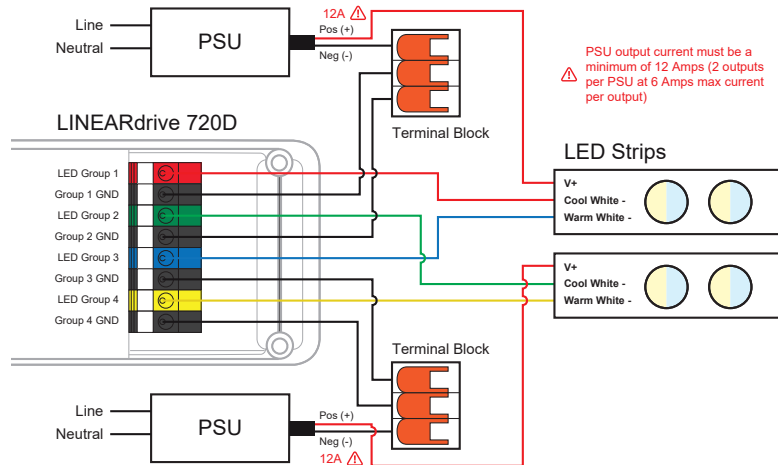 Line
Neutral
PSU
12A
Pos (+)
Neg (-)
Terminal Block
PSU output current must be a
minimum of 12 Amps (2 outputs
per PSU at 6 Amps max current
per output)
LINEARdrive 720D
LED Group 1
Group 1 GND
LED Group 2
Group 2 GND
LED Group 3
Group 3 GND
LED Group 4
Group 4 GND
LED Strips
V+
Cool White -
Warm White -
V+
Cool White -
Warm White -
Terminal Block
Line
Neutral
PSU
Pos (+)
Neg (-)
12A